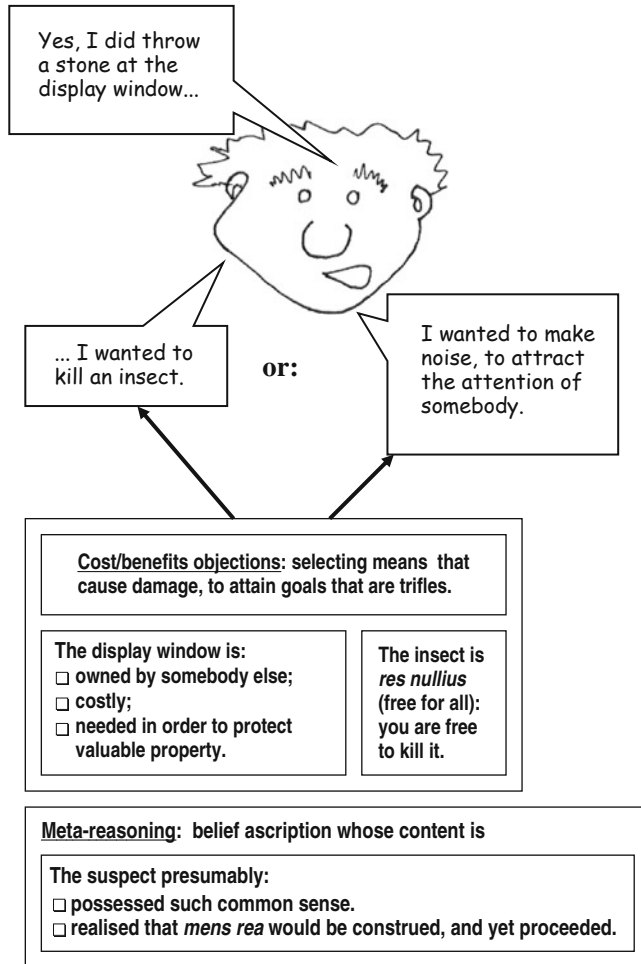 Yes, I did throw
a stone at the
display window...
... I wanted to
kill an insect.
or:
I wanted to make
noise, to attract
the attention of
somebody.
Cost/benefits objections: selecting means that
cause damage, to attain goals that are trifles.
The display window is:
❑ owned by somebody else;
❑ costly;
❑ needed in order to protect
valuable property.
The insect is
res nullius
(free for all):
you are free
to kill it.
Meta-reasoning: belief ascription whose content is
The suspect presumably:
❑ possessed such common sense.
❑ realised that mens rea would be construed, and yet proceeded.